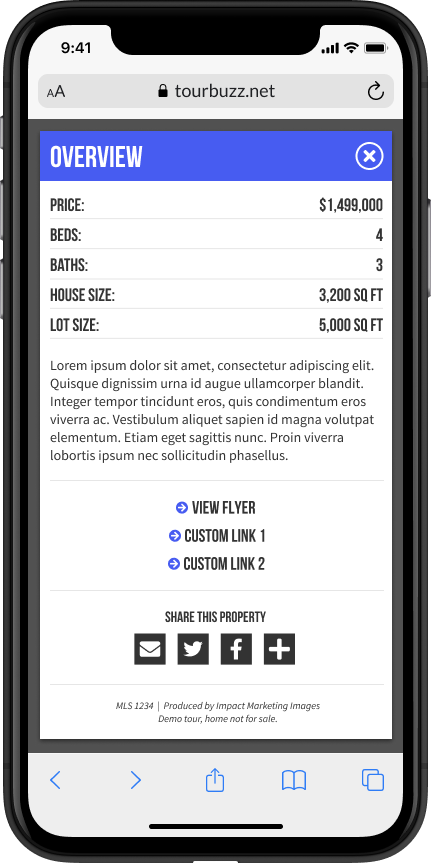 9:41
AA
tourbuzz.net
OVERVIEW
PRICE: $1,499,000
BEDS: 4
BATHS: 3
HOUSE SIZE: 3,200 SQ FT
LOT SIZE: 5,000 SQ FT
Lorem ipsum dolor sit amet, consectetur adipiscing elit.
Quisque dignissim urna id augue ullamcorper blandit.
Integer tempor tincidunt eros, quis condimentum eros
viverra ac. Vestibulum aliquet sapien id magna volutpat
elementum. Etiam eget sagittis nunc. Proin viverra
lobortis ipsum nec sollicitudin phasellus.
VIEW FLYER
CUSTOM LINK 1
CUSTOM LINK 2
SHARE THIS PROPERTY
MLS 1234 | Produced by Impact Marketing Images
Demo tour, home not for sale.